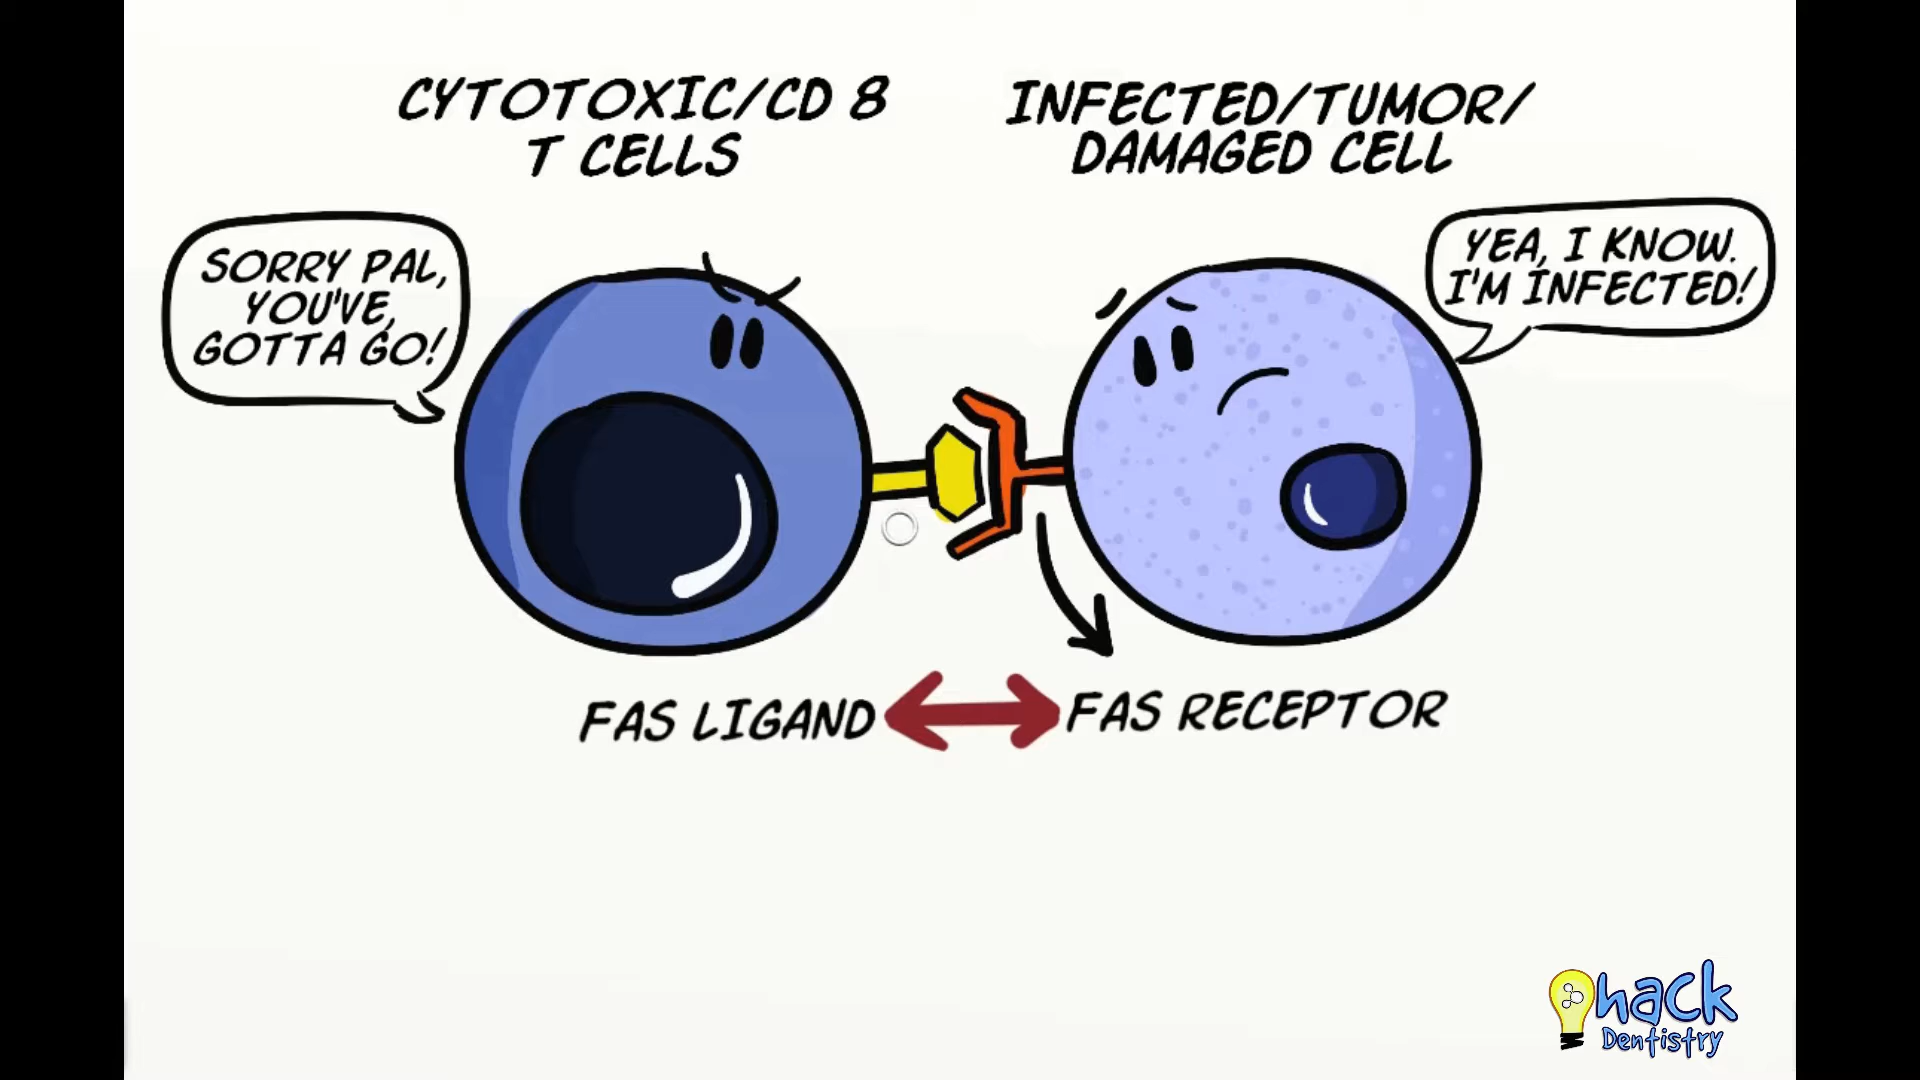 CYTOTOXIC/CD 8
T CELLS
INFECTED/TUMOR/
DAMAGED CELL
SORRY PAL,
YOU'VE,
GOTTA GO!
YEA, I KNOW.
I'M INFECTED!
FAS LIGAND
FAS RECEPTOR
hack
Dentistry